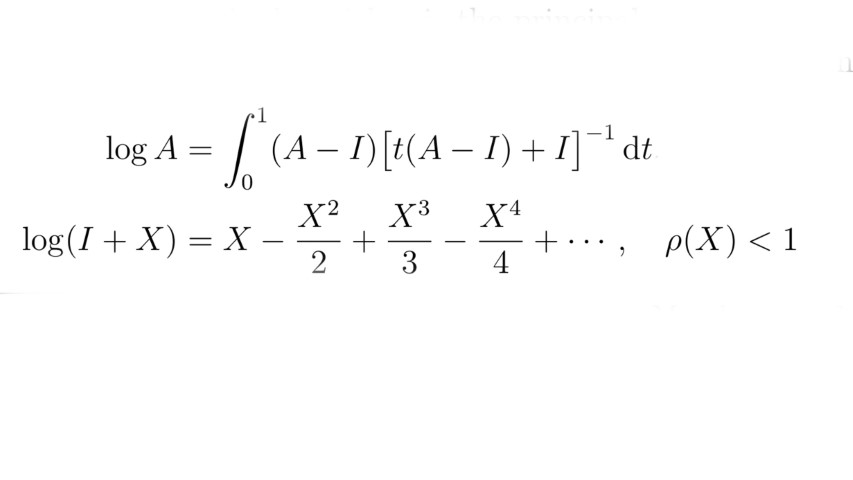 log A = ∫₀¹ (A − I)[t(A − I) + I]⁻¹ dt
log(I + X) = X − X²/2 + X³/3 − X⁴/4 + ⋯ , ρ(X) < 1